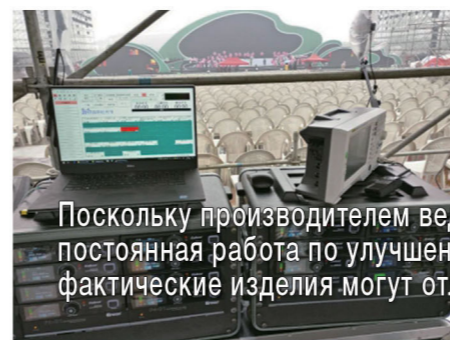 Поскольку производителем ве
постоянная работа по улучшен
фактические изделия могут от